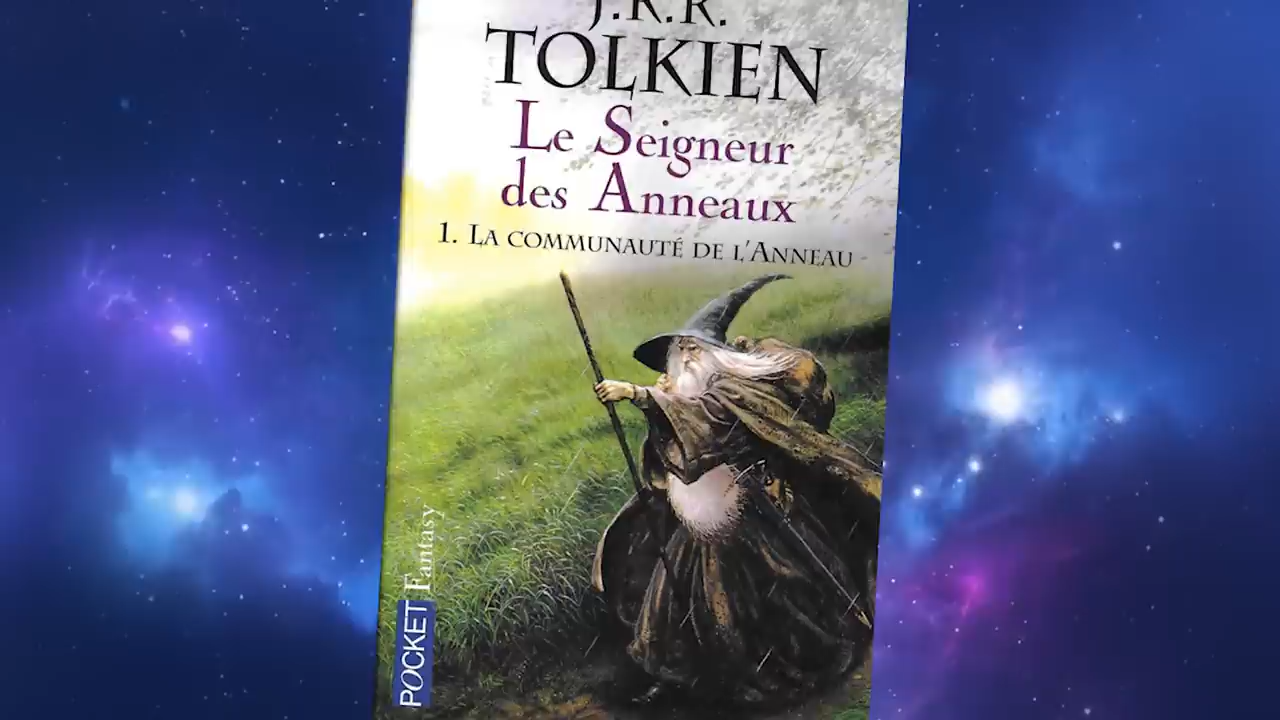 J.R.R.
TOLKIEN
Le Seigneur
des Anneaux
1. La communauté de l'Anneau
POCKET Fantasy